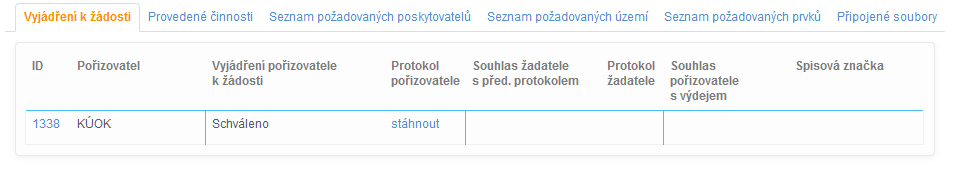 Vyjádření k žádosti Provedené činnosti Seznam požadovaných poskytovatelů Seznam požadovaných území Seznam požadovaných prvků Připojené soubory
ID Pořizovatel Vyjádření pořizovatele Protokol Souhlas žadatele Protokol Souhlas Spisová značka
k žádosti pořizovatele s před. protokolem žadatele pořizovatele
s výdejem
1338 KÚOK Schváleno stáhnout